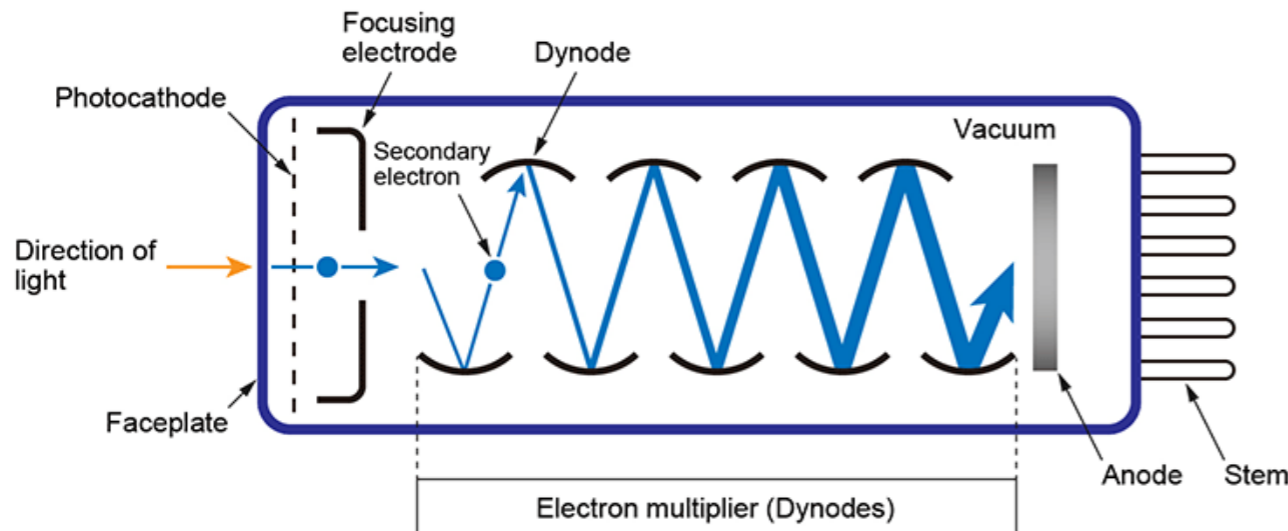 Focusing
electrode
Dynode
Photocathode
Secondary
electron
Vacuum
Direction of
light
Faceplate
Anode
Stem
Electron multiplier (Dynodes)